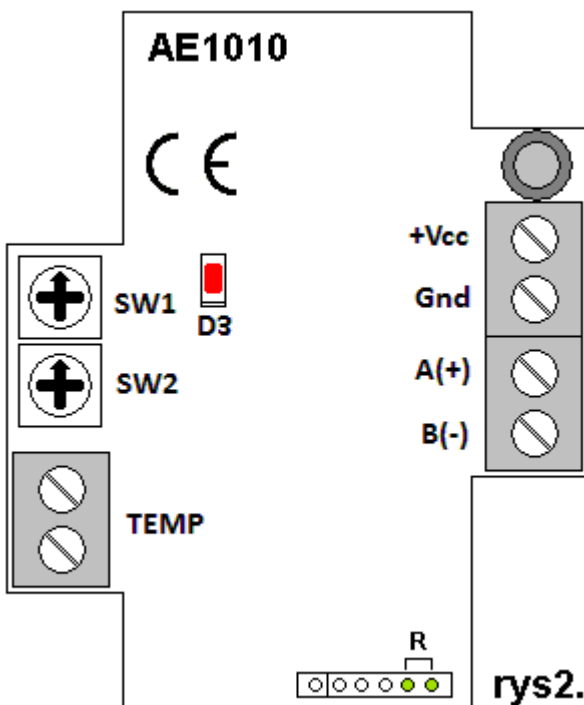 AE1010
CE
+Vcc
Gnd
SW1
D3
A(+)
SW2
B(-)
TEMP
R
rys2.